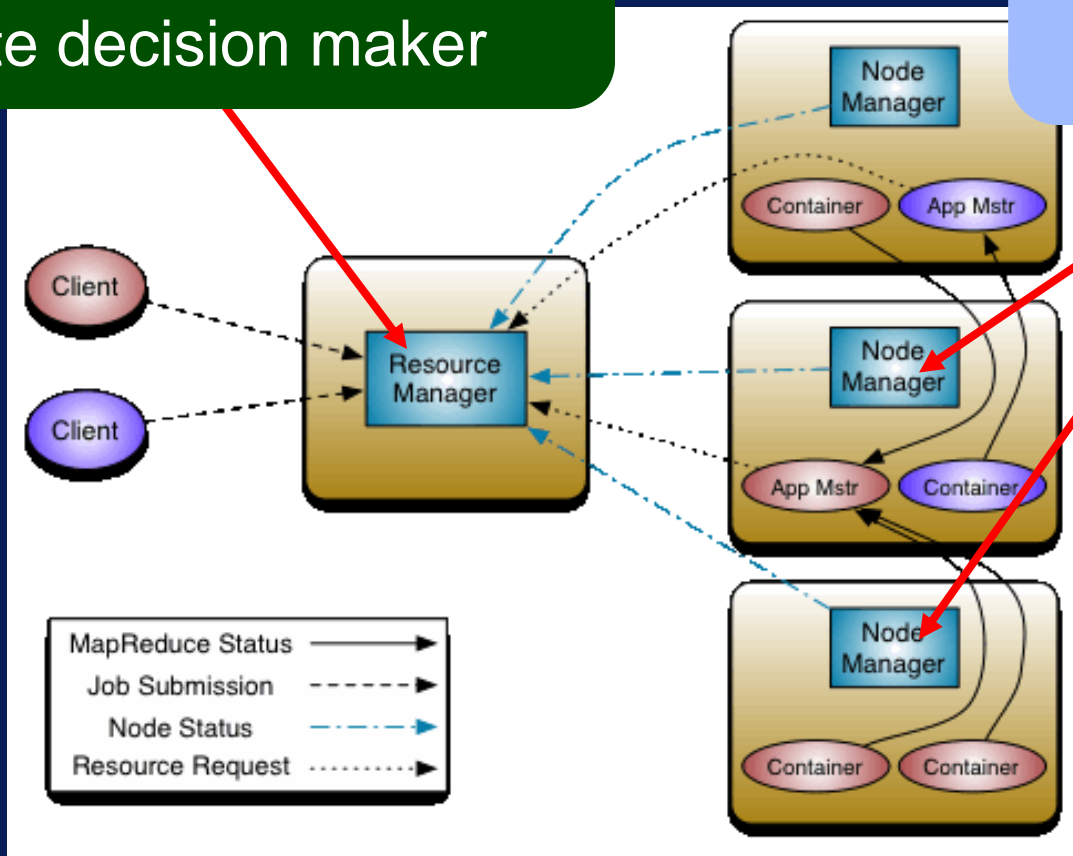 decision maker
Node
Manager
Container
App Mstr
Client
Client
Resource
Manager
Node
Manager
App Mstr
Container
Node
Manager
Container
Container
MapReduce Status
Job Submission
Node Status
Resource Request